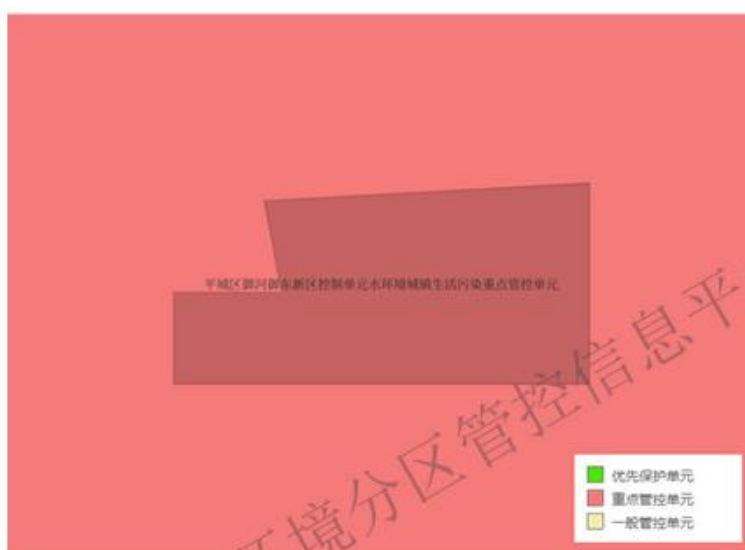 平城区御河御东新区控制单元水环境城镇生活污染重点管控单元
环境分区管控信息平
优先保护单元
重点管控单元
一般管控单元